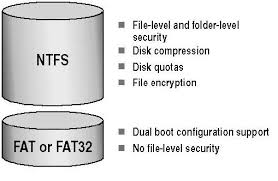 NTFS
File-level and folder-level
security
Disk compression
Disk quotas
File encryption
FAT or FAT32
Dual boot configuration support
No file-level security